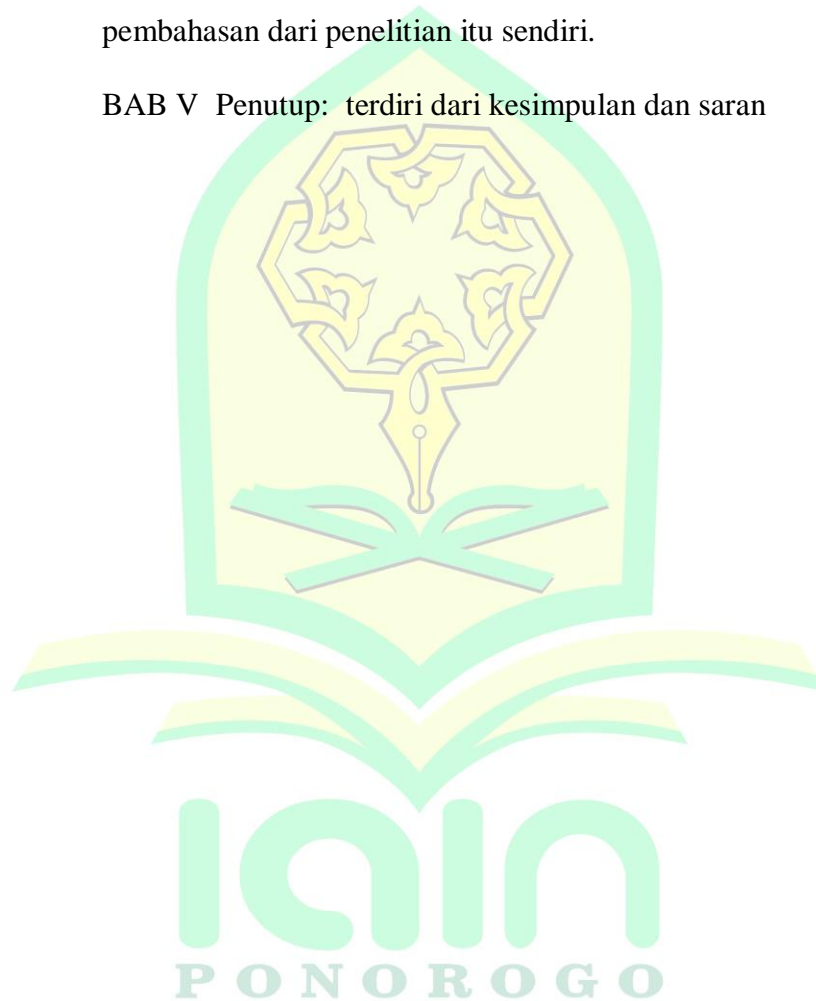 pembahasan dari penelitian itu sendiri.
BAB V Penutup: terdiri dari kesimpulan dan saran
IAIN
PONOROGO